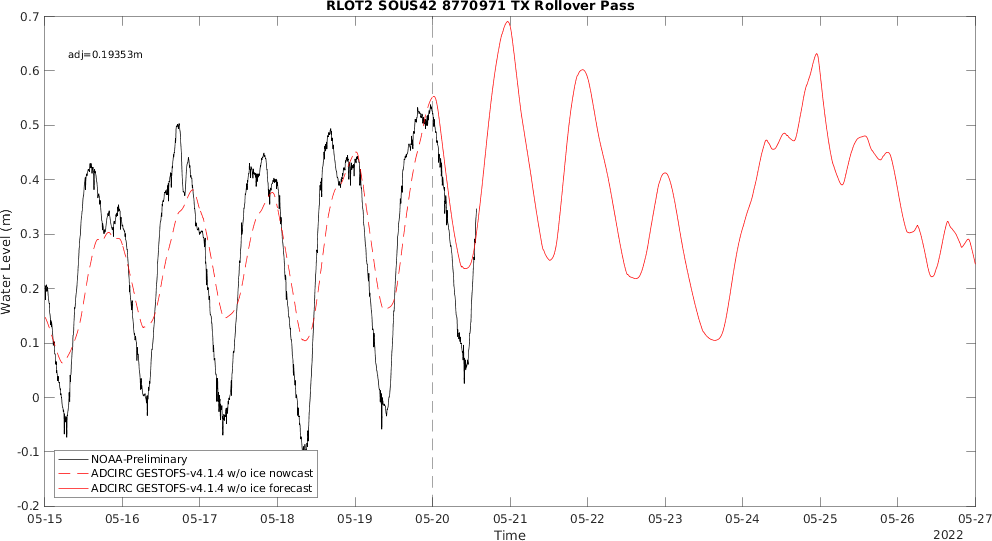 RLOT2 SOUS42 8770971 TX Rollover Pass
adj=0.19353m
Water Level (m)
0.7
0.6
0.5
0.4
0.3
0.2
0.1
0
-0.1
-0.2
NOAA-Preliminary
ADCIRC GESTOFS-v4.1.4 w/o ice nowcast
ADCIRC GESTOFS-v4.1.4 w/o ice forecast
05-15 05-16 05-17 05-18 05-19 05-20 05-21 05-22 05-23 05-24 05-25 05-26 05-27
Time
2022